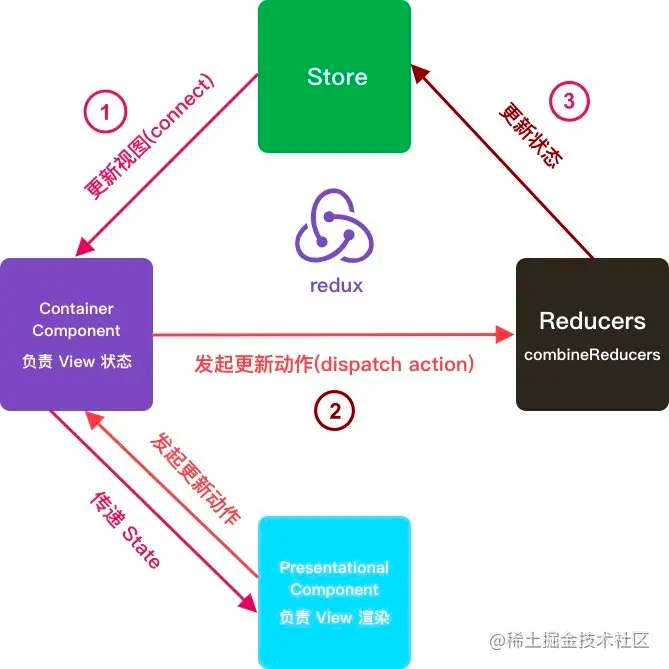 Store
1
更新视图(connect)
3
更新状态
redux
Container
Component
负责 View 状态
Reducers
combineReducers
发起更新动作(dispatch action)
2
发起更新动作
传递 State
Presentational
Component
负责 View 渲染
@稀土掘金技术社区